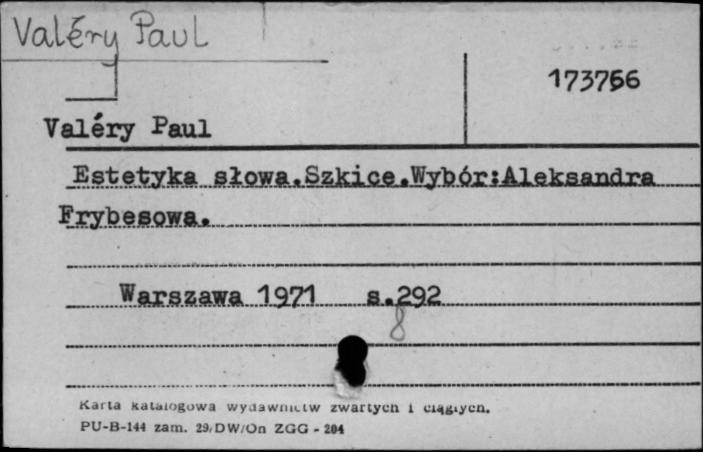 Valéry Paul
173756
Valéry Paul
Estetyka słowa.Szkice.Wybór:Aleksandra
Frybesowa.
Warszawa 1971 s.292
8
Karta katalogowa wydawnictw zwartych i ciągłych.
PU-B-144 zam. 29/DW/On ZGG - 204